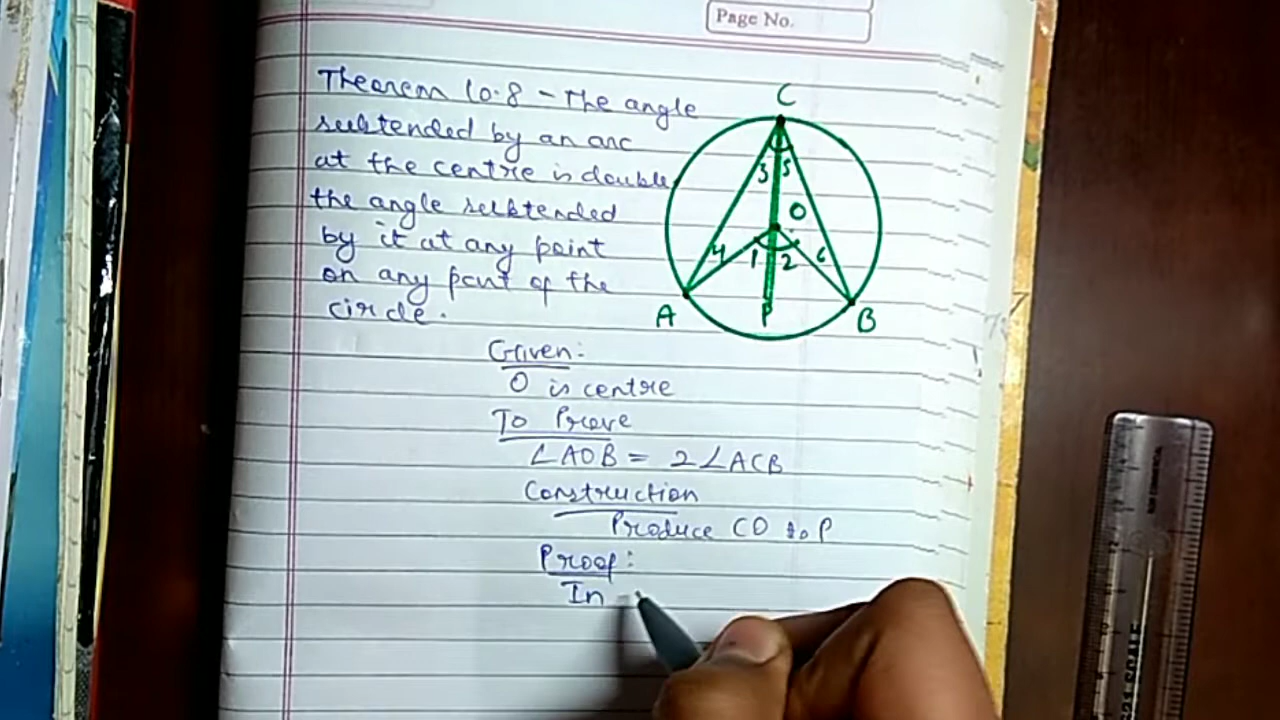 Page No.
Theorem 10.8 - The angle
subtended by an arc
at the centre is double
the angle subtended
by it at any point
on any part of the
circle.
C
3 5
O
4 1 2 6
A P B
Given:
O is centre
To Prove
∠AOB = 2∠ACB
Construction
Produce CO to P
Proof:
In